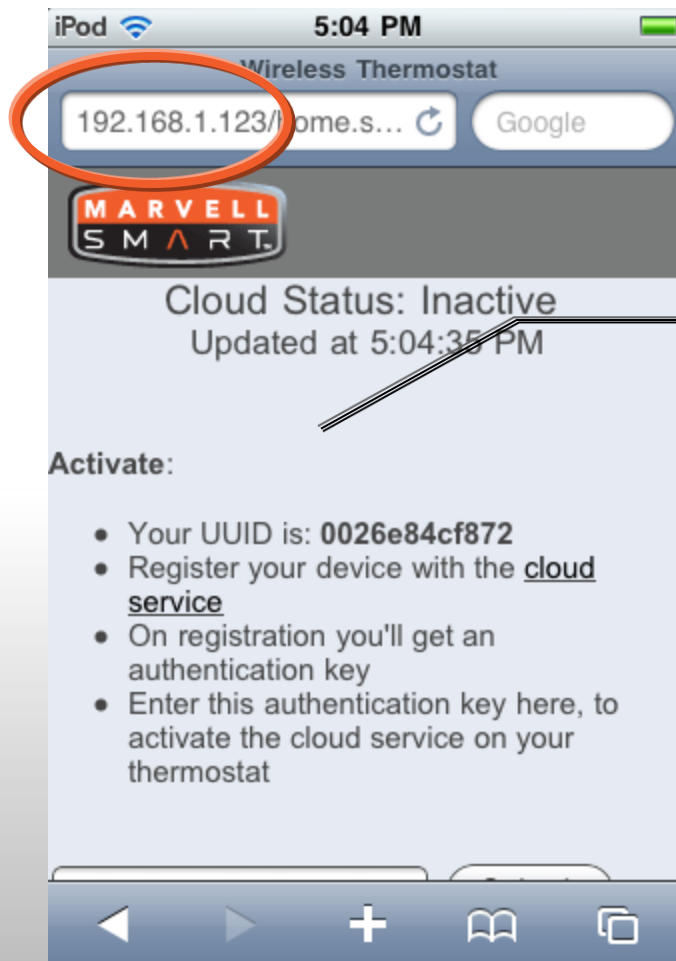 iPod 5:04 PM
Wireless Thermostat
192.168.1.123/home.s... Google
MARVELL
SMART™
Cloud Status: Inactive
Updated at 5:04:35 PM
Activate:
• Your UUID is: 0026e84cf872
• Register your device with the cloud
service
• On registration you'll get an
authentication key
• Enter this authentication key here, to
activate the cloud service on your
thermostat